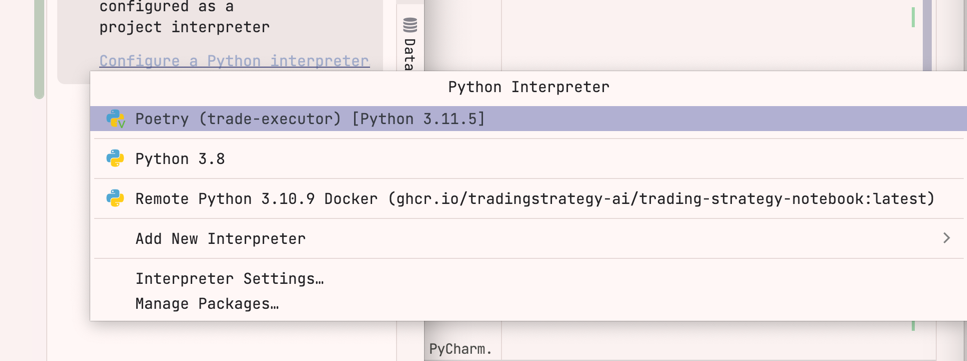 configured as a
project interpreter
Configure a Python interpreter
Data
Python Interpreter
Poetry (trade-executor) [Python 3.11.5]
Python 3.8
Remote Python 3.10.9 Docker (ghcr.io/tradingstrategy-ai/trading-strategy-notebook:latest)
Add New Interpreter
Interpreter Settings…
Manage Packages…
PyCharm.